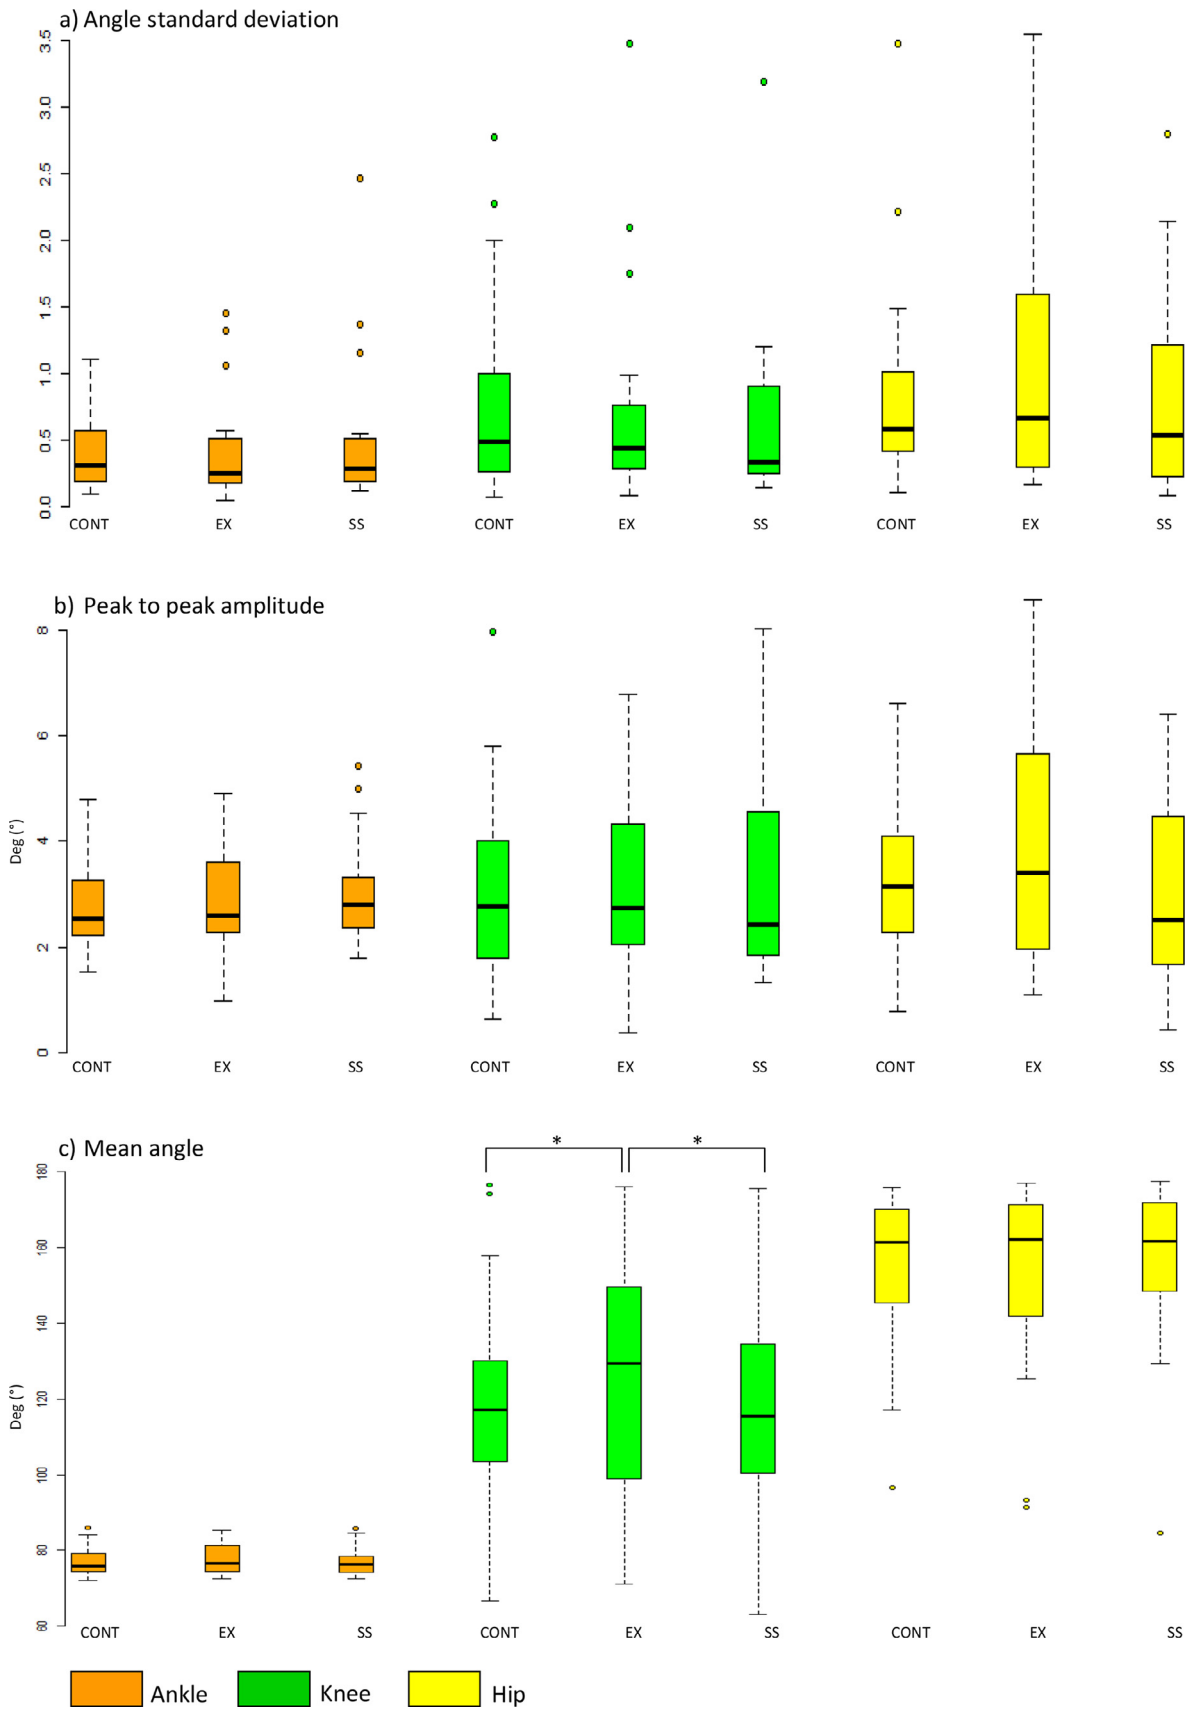 a) Angle standard deviation
3.5
3.0
2.5
2.0
1.5
1.0
0.5
0.0
CONT EX SS CONT EX SS CONT EX SS
b) Peak to peak amplitude
8
6
4
2
0
Deg (°)
CONT EX SS CONT EX SS CONT EX SS
c) Mean angle
* *
180
160
140
120
100
80
60
Deg (°)
CONT EX SS CONT EX SS CONT EX SS
Ankle Knee Hip